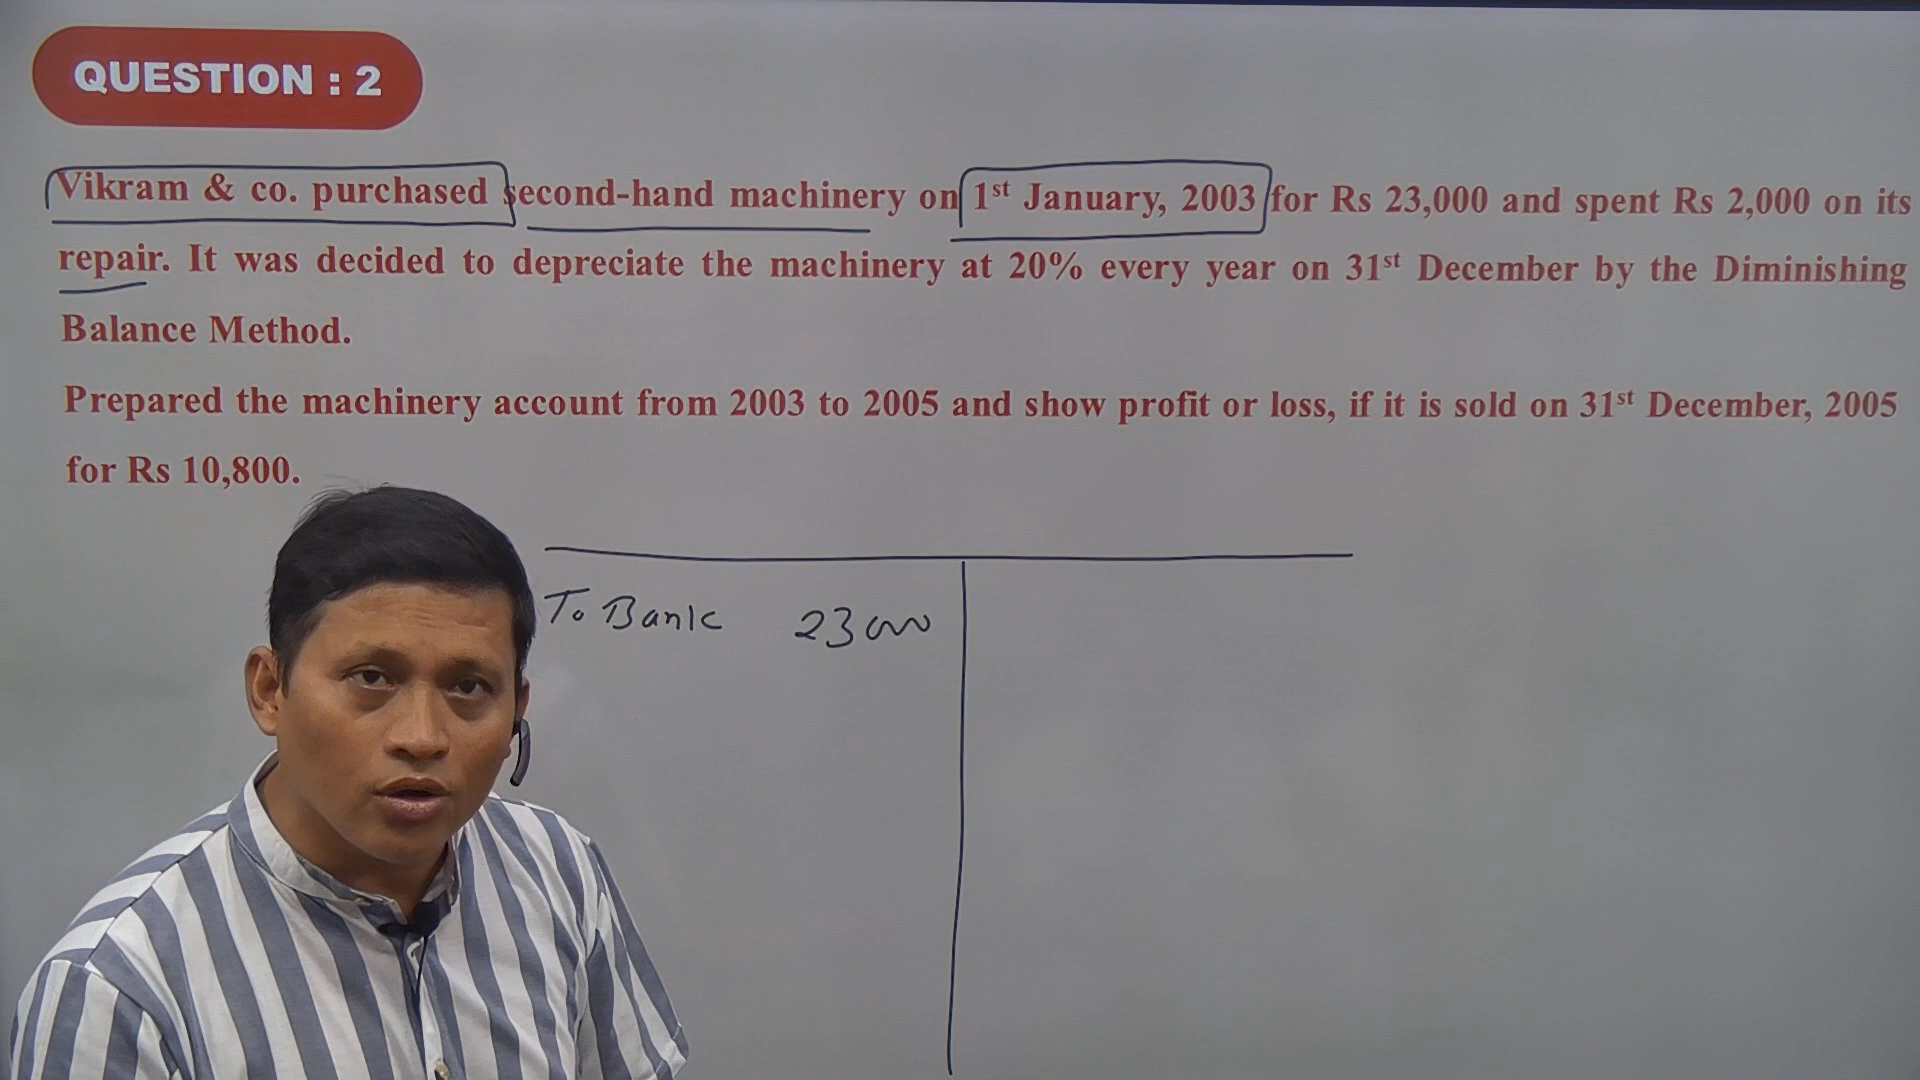 QUESTION : 2
Vikram & co. purchased second-hand machinery on 1st January, 2003 for Rs 23,000 and spent Rs 2,000 on its
repair. It was decided to depreciate the machinery at 20% every year on 31st December by the Diminishing
Balance Method.
Prepared the machinery account from 2003 to 2005 and show profit or loss, if it is sold on 31st December, 2005
for Rs 10,800.
To Bank 23000